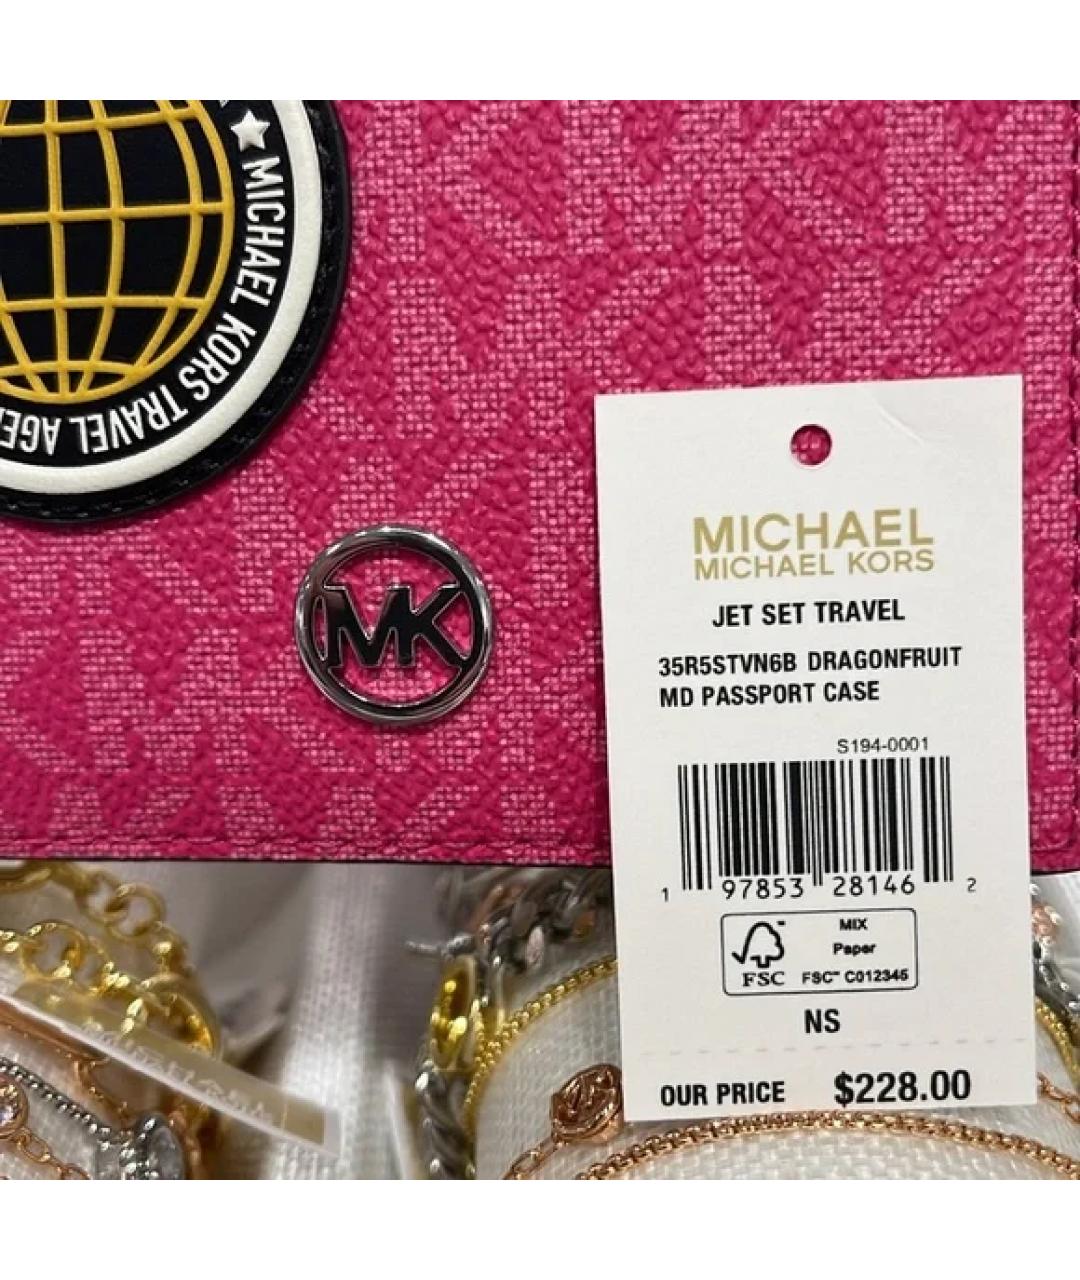 MICHAEL KORS TRAVEL AGE
MK
MICHAEL
MICHAEL KORS
JET SET TRAVEL
35R5STVN6B DRAGONFRUIT
MD PASSPORT CASE
S194-0001
1 97853 28146 2
MIX
Paper
FSC FSC™ C012345
NS
OUR PRICE $228.00